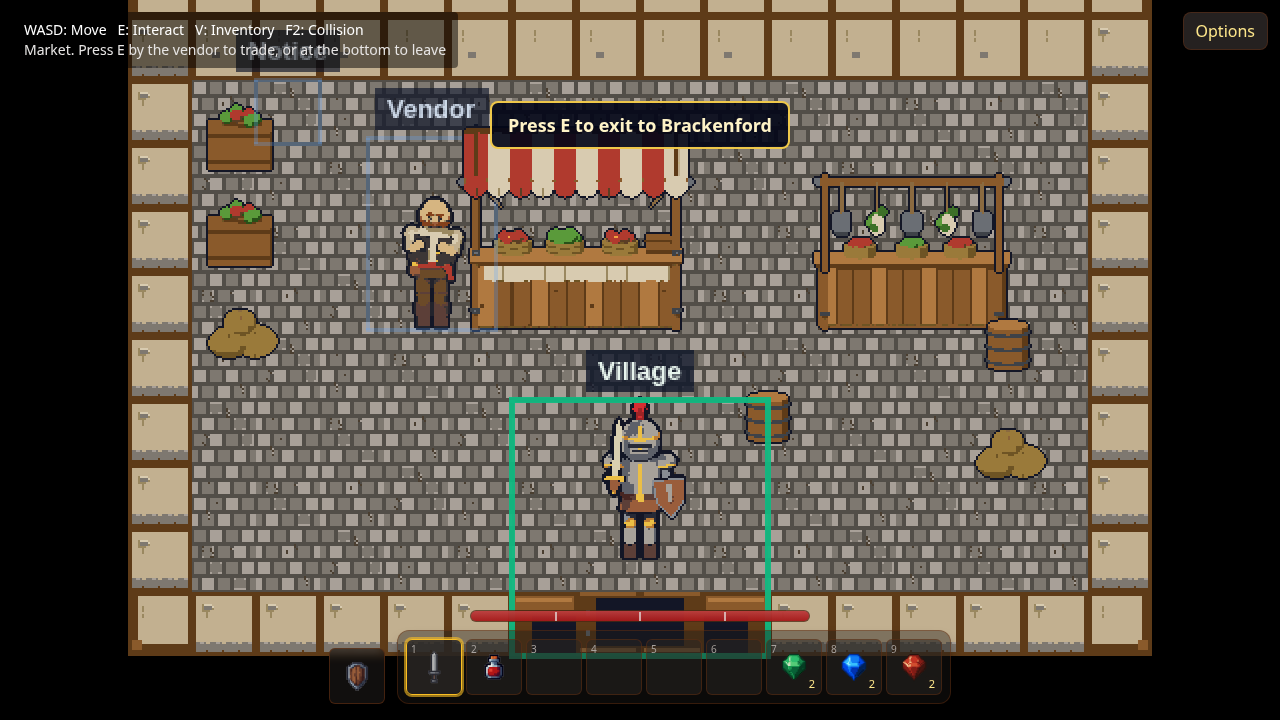 WASD: Move   E: Interact   V: Inventory   F2: Collision
Market. Press E by the vendor to trade, or at the bottom to leave
Options
Notice
Vendor
Press E to exit to Brackenford
Village
1 2 3 4 5 6 7 8 9
2 2 2